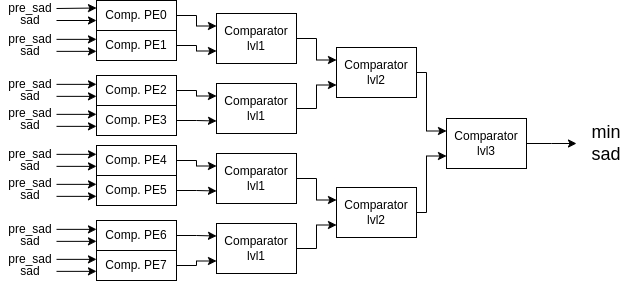 pre_sad
sad
Comp. PE0
pre_sad
sad
Comp. PE1
Comparator
lvl1
pre_sad
sad
Comp. PE2
pre_sad
sad
Comp. PE3
Comparator
lvl1
Comparator
lvl2
pre_sad
sad
Comp. PE4
pre_sad
sad
Comp. PE5
Comparator
lvl1
pre_sad
sad
Comp. PE6
pre_sad
sad
Comp. PE7
Comparator
lvl1
Comparator
lvl2
Comparator
lvl3
min
sad